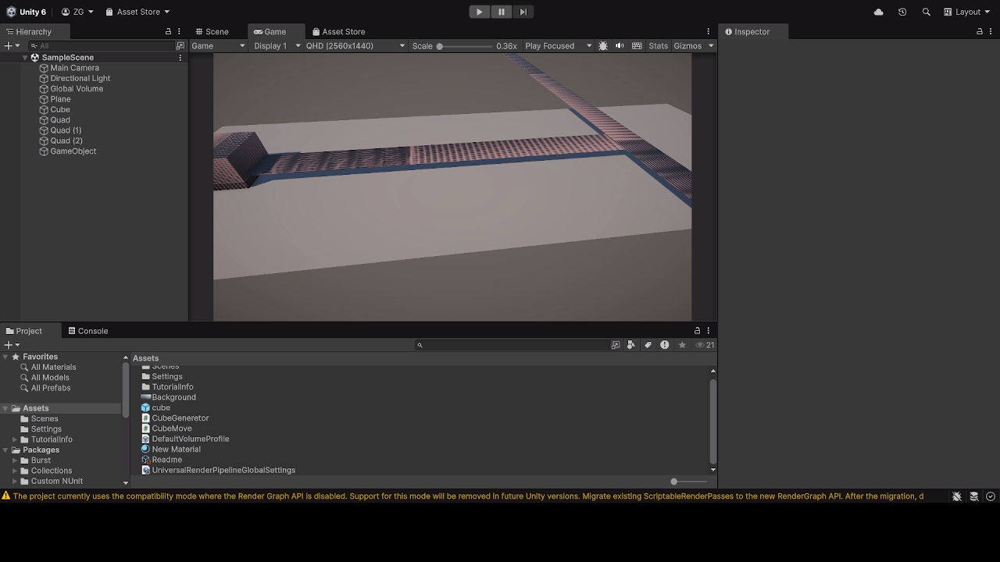 Unity 6 ZG Asset Store Layout
Hierarchy Scene Game Asset Store Inspector
All Game Display 1 QHD (2560x1440) Scale 0.36x Play Focused Stats Gizmos
SampleScene
Main Camera
Directional Light
Global Volume
Plane
Cube
Quad
Quad (1)
Quad (2)
GameObject
Project Console
21
Favorites
All Materials
All Models
All Prefabs
Assets
Scenes
Settings
TutorialInfo
Packages
Burst
Collections
Custom NUnit
Assets
Scenes
Settings
TutorialInfo
Background
cube
CubeGeneretor
CubeMove
DefaultVolumeProfile
New Material
Readme
UniversalRenderPipelineGlobalSettings
The project currently uses the compatibility mode where the Render Graph API is disabled. Support for this mode will be removed in future Unity versions. Migrate existing ScriptableRenderPasses to the new RenderGraph API. After the migration, d